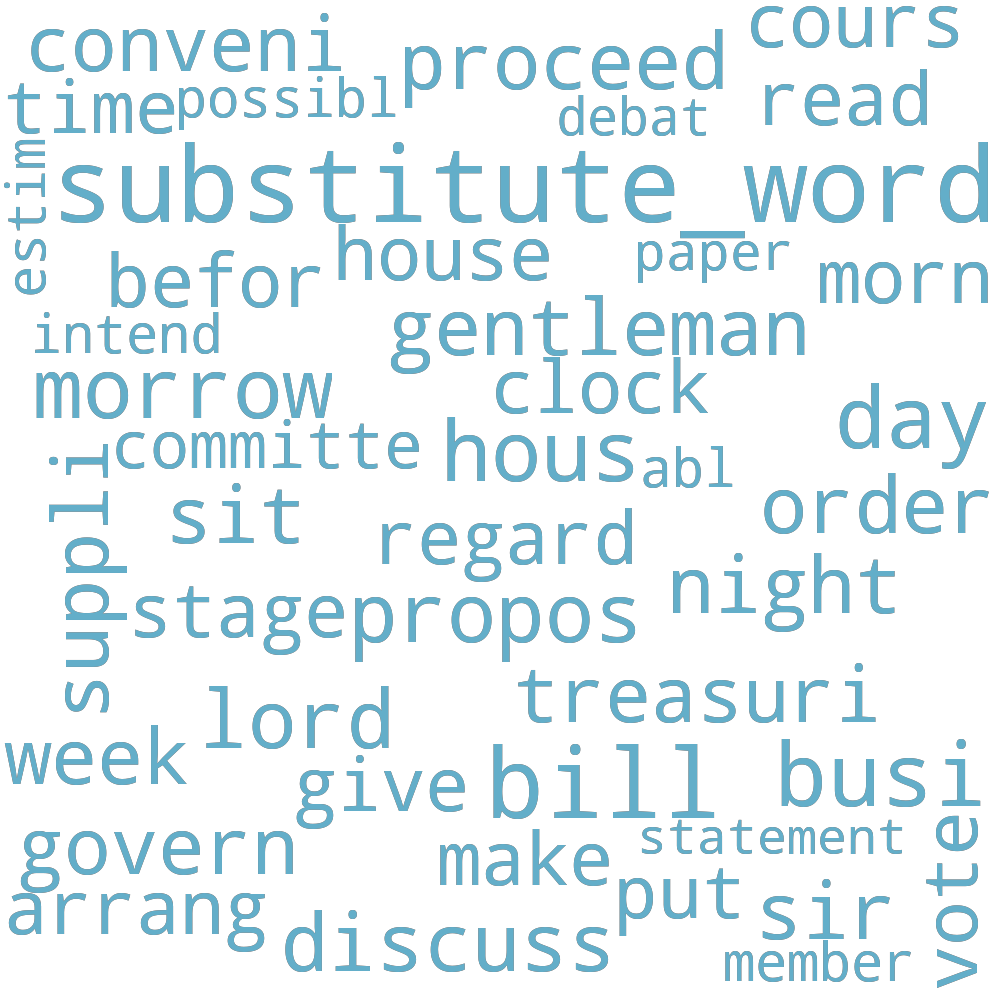 conveni
proceed
cours
time
possibl
debat
read
estim
substitute_word
befor
house
paper
morn
intend
gentleman
morrow
clock
day
committe
hous
abl
suppli
sit
regard
order
stage
propos
night
treasuri
lord
week
give
bill
busi
govern
make
statement
vote
arrang
discuss
put
sir
member